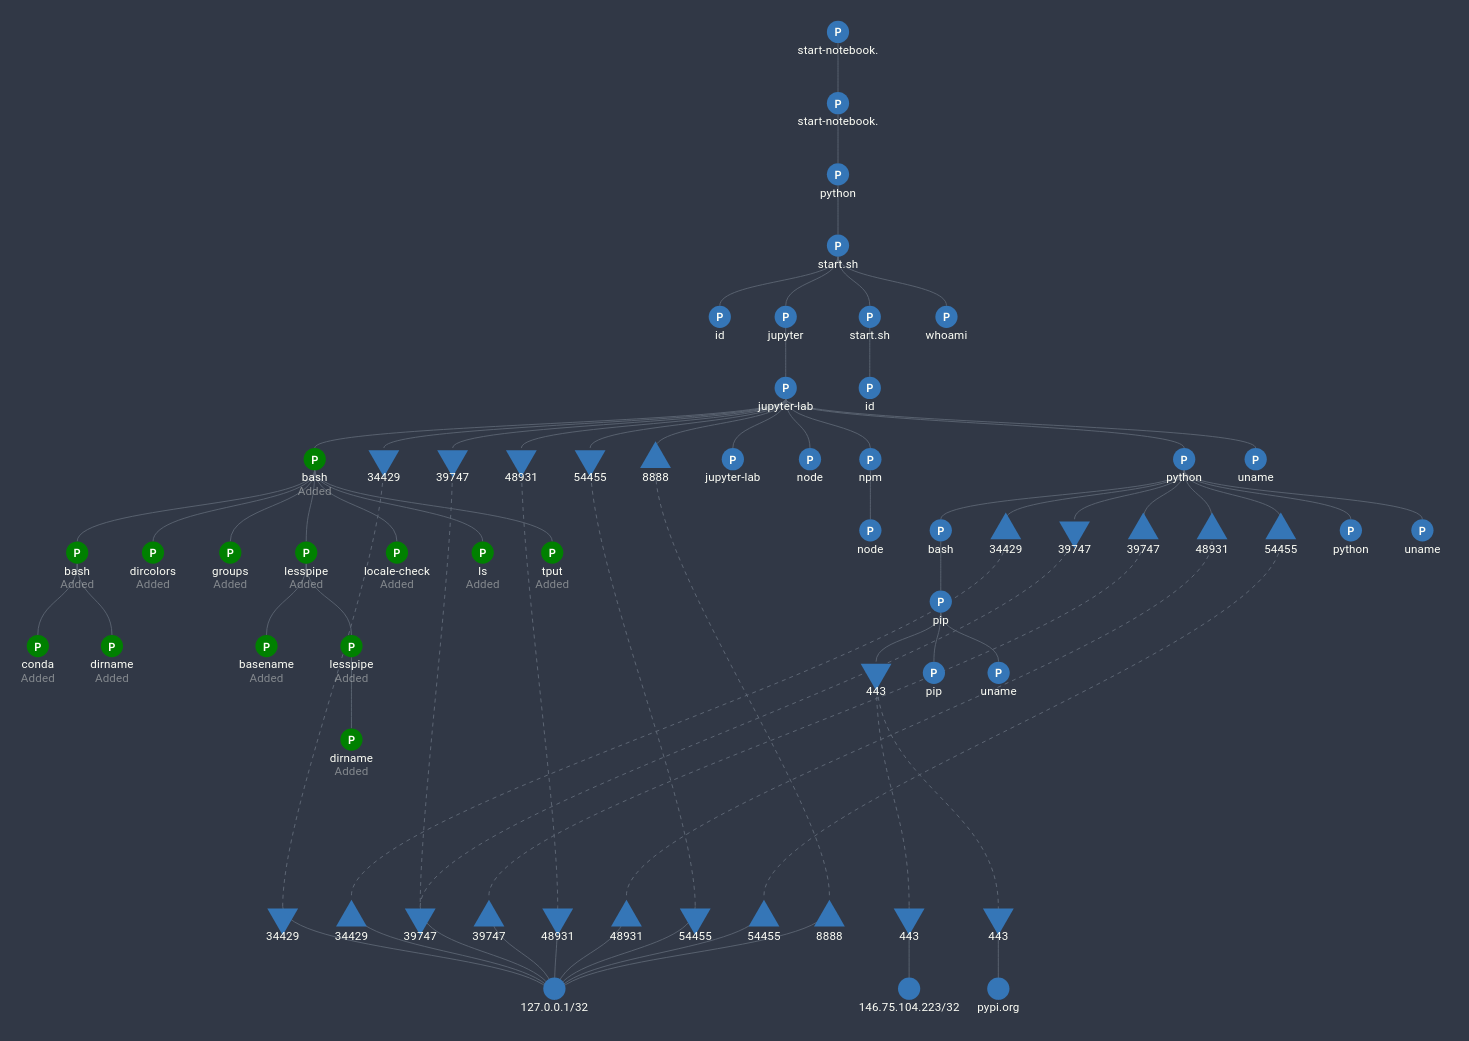 P
start-notebook.
P
start-notebook.
P
python
P
start.sh
P P P P
id jupyter start.sh whoami
P P
jupyter-lab id
P P P P P P
bash 34429 39747 48931 54455 8888 jupyter-lab node npm python uname
Added
P P P P
node bash 34429 39747 39747 48931 54455 python uname
P P P P P P P
bash dircolors groups lesspipe locale-check ls tput
Added Added Added Added Added Added Added
P
pip
P P P P
conda dirname basename lesspipe
Added Added Added Added
P P
443 pip uname
P
dirname
Added
34429 34429 39747 39747 48931 48931 54455 54455 8888 443 443
127.0.0.1/32 146.75.104.223/32 pypi.org